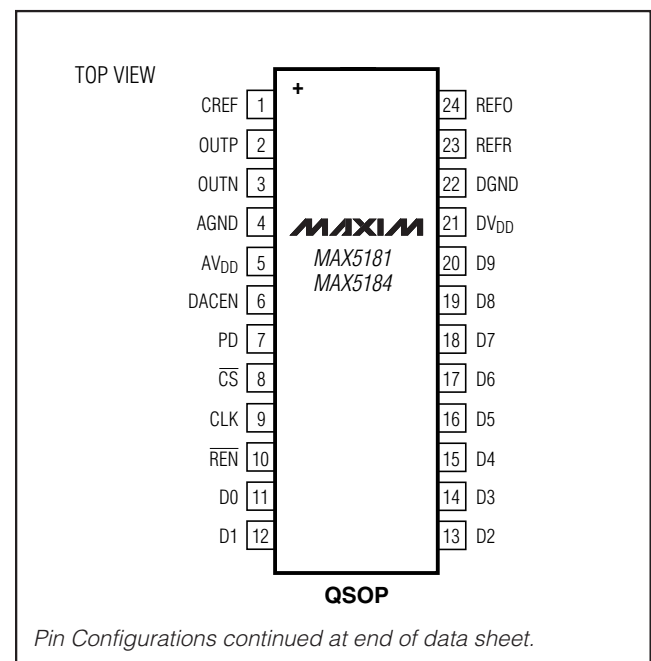 TOP VIEW
+
CREF 1
OUTP 2
OUTN 3
AGND 4
AVDD 5
DACEN 6
PD 7
C̅S̅ 8
CLK 9
R̅E̅N̅ 10
D0 11
D1 12
MAXIM
MAX5181
MAX5184
24 REFO
23 REFR
22 DGND
21 DVDD
20 D9
19 D8
18 D7
17 D6
16 D5
15 D4
14 D3
13 D2
QSOP
Pin Configurations continued at end of data sheet.